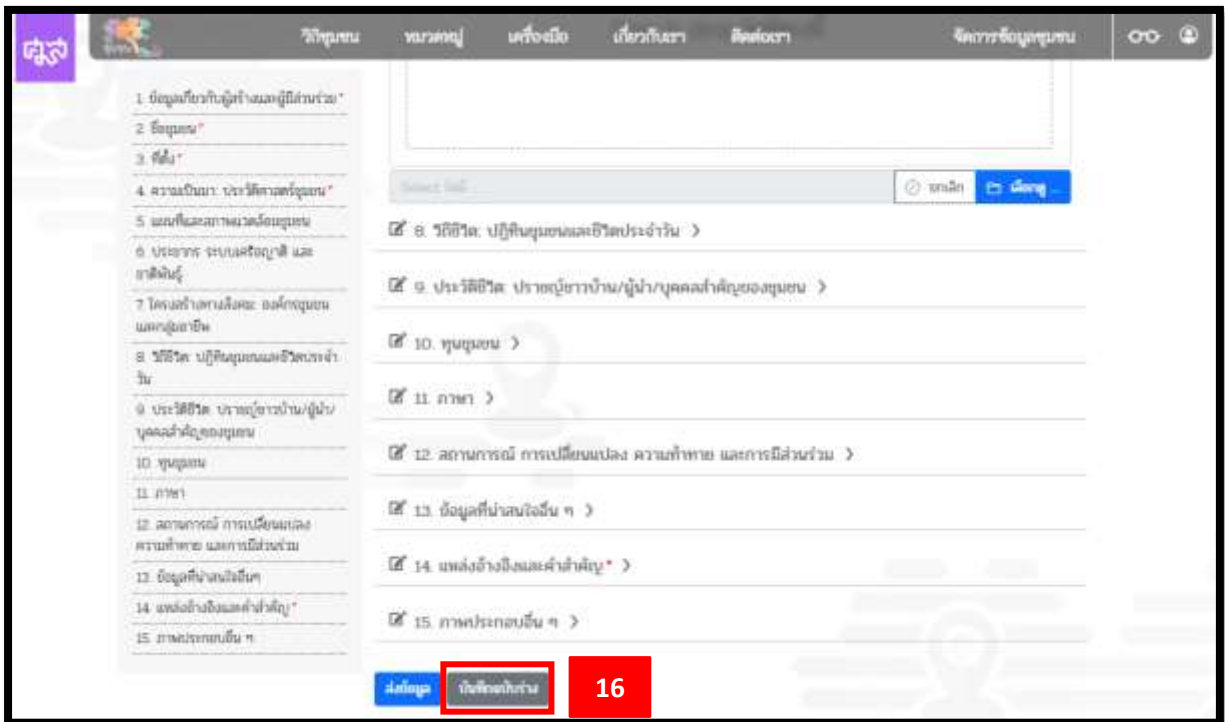 ศมส
วิถีชุมชน หมวดหมู่ เครื่องมือ เกี่ยวกับเรา ติดต่อเรา จัดการข้อมูลชุมชน
1. ข้อมูลเกี่ยวกับผู้สร้างและผู้มีส่วนร่วม*
2. ชื่อชุมชน*
3. ที่ตั้ง*
4. ความเป็นมา: ประวัติศาสตร์ชุมชน*
5. แผนที่และสภาพแวดล้อมชุมชน
6. ประชากร ระบบเครือญาติ และ
ชาติพันธุ์
7. โครงสร้างทางสังคม: องค์กรชุมชน
และกลุ่มอาชีพ
8. วิถีชีวิต: ปฏิทินชุมชนและชีวิตประจำ
วัน
9. ประวัติชีวิต: ปราชญ์ชาวบ้าน/ผู้นำ/
บุคคลสำคัญของชุมชน
10. ทุนชุมชน
11. ภาษา
12. สถานการณ์ การเปลี่ยนแปลง
ความท้าทาย และการมีส่วนร่วม
13. ข้อมูลที่น่าสนใจอื่นๆ
14. แหล่งอ้างอิงและคำสำคัญ*
15. ภาพประกอบอื่น ๆ
Select ไฟล์ ... ยกเลิก เลือกดู ...
8. วิถีชีวิต: ปฏิทินชุมชนและชีวิตประจำวัน >
9. ประวัติชีวิต: ปราชญ์ชาวบ้าน/ผู้นำ/บุคคลสำคัญของชุมชน >
10. ทุนชุมชน >
11. ภาษา >
12. สถานการณ์ การเปลี่ยนแปลง ความท้าทาย และการมีส่วนร่วม >
13. ข้อมูลที่น่าสนใจอื่น ๆ >
14. แหล่งอ้างอิงและคำสำคัญ* >
15. ภาพประกอบอื่น ๆ >
ส่งข้อมูล บันทึกฉบับร่าง 16